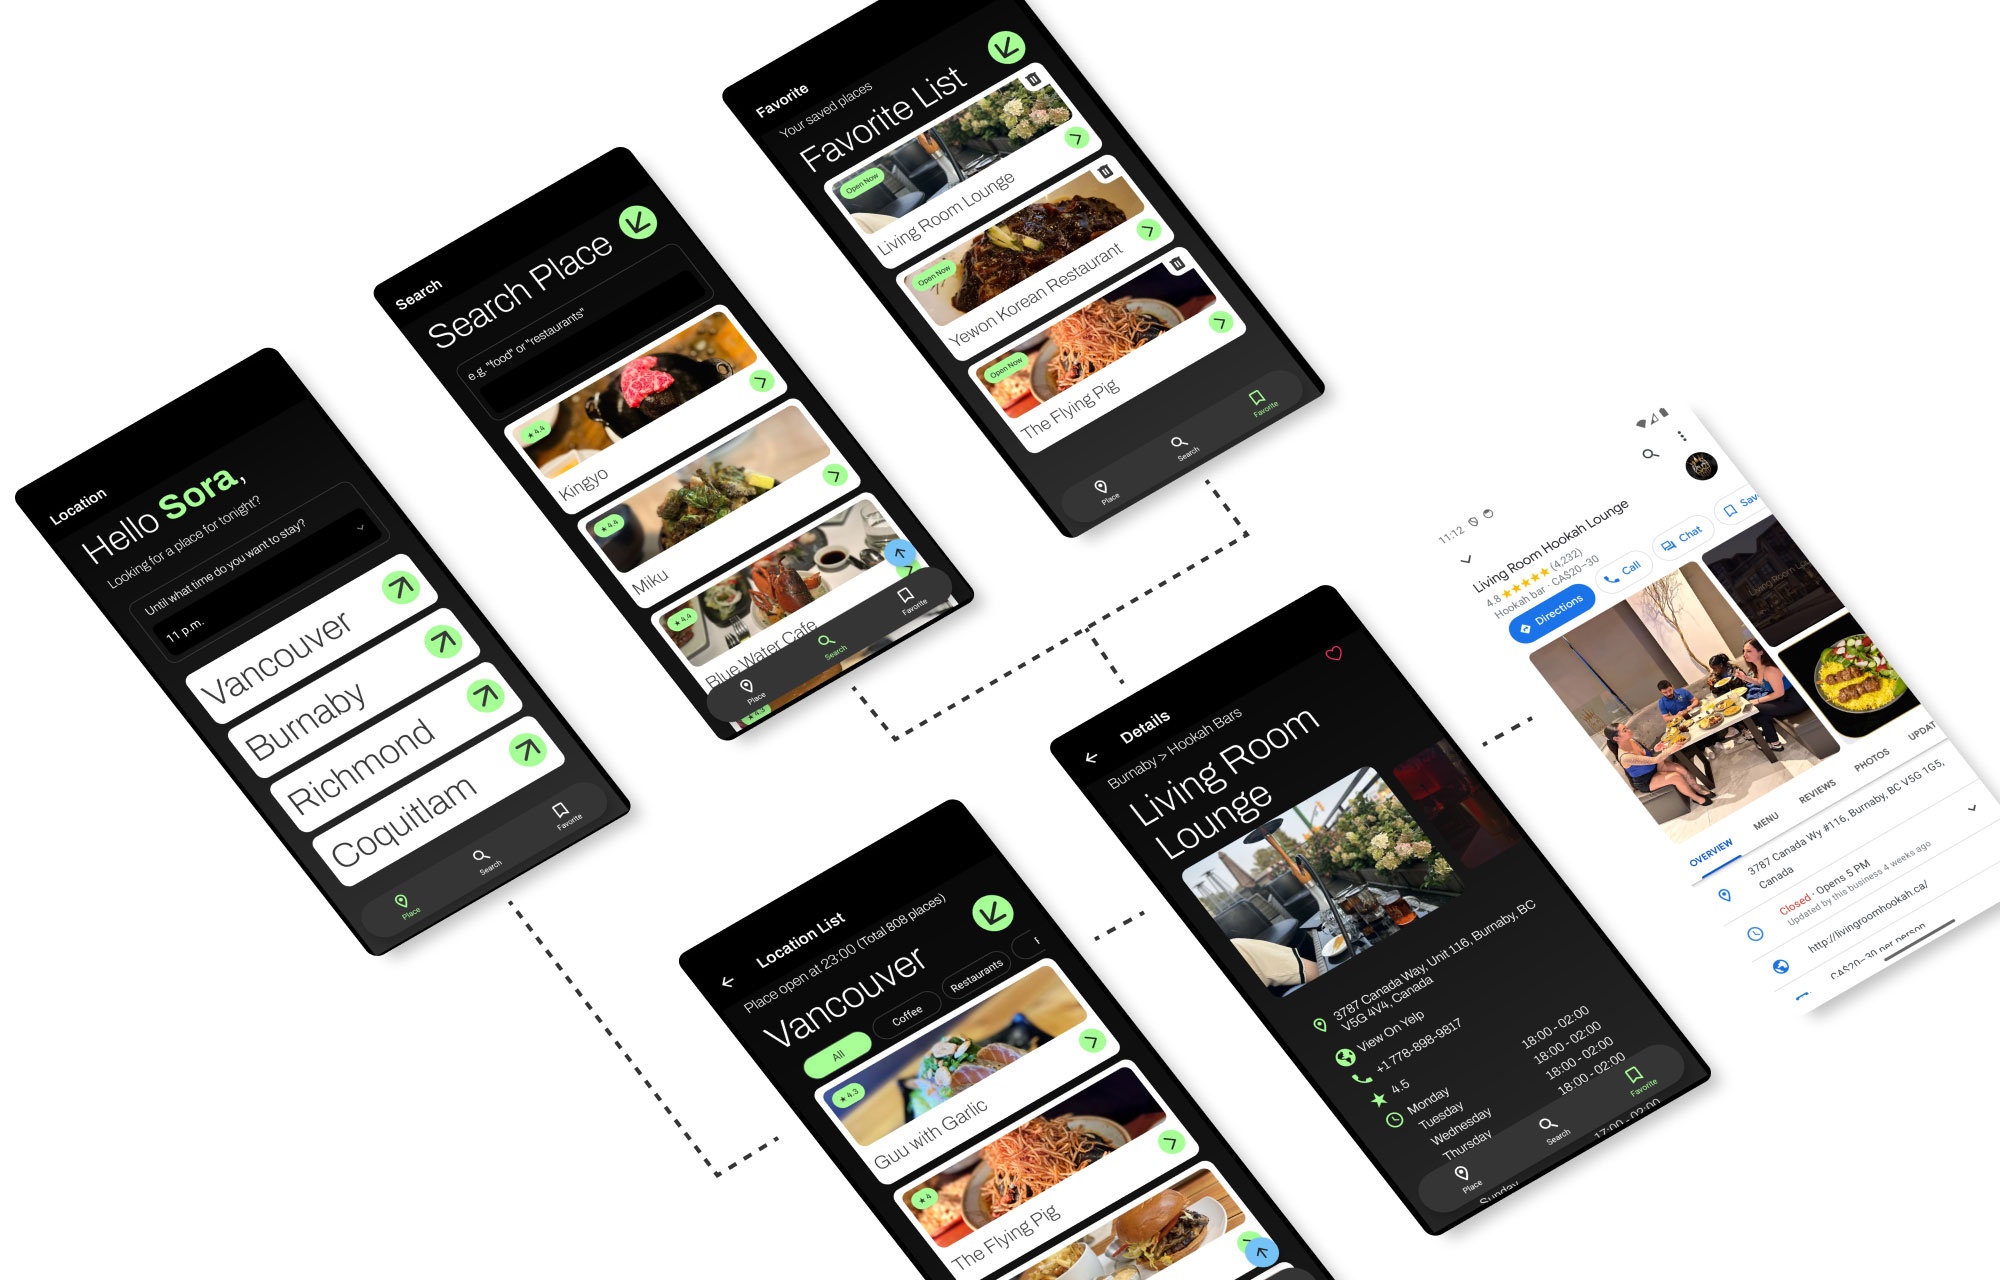 Location
Hello Sora,
Looking for a place for tonight?
Until what time do you want to stay?
11 p.m.
Vancouver
Burnaby
Richmond
Coquitlam
Place
Search
Favorite
Search
Search Place
e.g. "food" or "restaurants"
★ 4.4
Kingyo
★ 4.4
Miku
★ 4.4
Blue Water Cafe
★ 4.3
Place
Search
Favorite
Favorite
Your saved places
Favorite List
Open Now
Living Room Lounge
Open Now
Yewon Korean Restaurant
Open Now
The Flying Pig
Place
Search
Favorite
Location List
Place open at 23:00 (Total 808 places)
Vancouver
All
Coffee
Restaurants
★ 4.3
Guu with Garlic
★ 4
The Flying Pig
Details
Burnaby > Hookah Bars
Living Room
Lounge
3787 Canada Way, Unit 116, Burnaby, BC
V5G 4V4, Canada
View On Yelp
+1 778-898-9817
4.5
Monday 18:00 - 02:00
Tuesday 18:00 - 02:00
Wednesday 18:00 - 02:00
Thursday 18:00 - 02:00
17:00 - 02:00
Sunday
Place
Search
Favorite
11:12
Living Room Hookah Lounge
4.8 ★★★★★ (4,232)
Hookah bar · CA$20–30
Directions
Call
Chat
Sav
OVERVIEW
MENU
REVIEWS
PHOTOS
UPDAT
3787 Canada Wy #116, Burnaby, BC V5G 1G5,
Canada
Closed · Opens 5 PM
Updated by this business 4 weeks ago
http://livingroomhookah.ca/
CA$20–30 per person